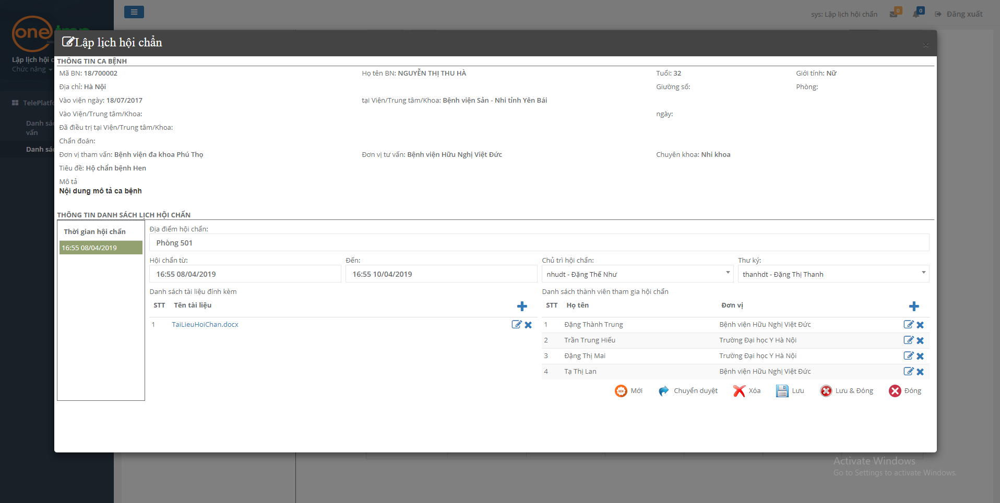 sys: Lập lịch hội chẩn 0 0 Đăng xuất
one
Lập lịch hội chẩn
Lập lịch hội c
Chức năng
TelePlatfo
Danh sác
vấn
Danh sác
THÔNG TIN CA BỆNH
Mã BN: 18/700002 Họ tên BN: NGUYỄN THỊ THU HÀ Tuổi: 32 Giới tính: Nữ
Địa chỉ: Hà Nội Giường số: Phòng:
Vào viện ngày: 18/07/2017 tại Viện/Trung tâm/Khoa: Bệnh viện Sản - Nhi tỉnh Yên Bái
Vào Viện/Trung tâm/Khoa: ngày:
Đã điều trị tại Viện/Trung tâm/Khoa:
Chẩn đoán:
Đơn vị tham vấn: Bệnh viện đa khoa Phú Thọ Đơn vị tư vấn: Bệnh viện Hữu Nghị Việt Đức Chuyên khoa: Nhi khoa
Tiêu đề: Hộ chẩn bệnh Hen
Mô tả
Nội dung mô tả ca bệnh
THÔNG TIN DANH SÁCH LỊCH HỘI CHẨN
Thời gian hội chẩn
16:55 08/04/2019
Địa điểm hội chẩn:
Phòng 501
Hội chẩn từ: Đến: Chủ trì hội chẩn: Thư ký:
16:55 08/04/2019 16:55 10/04/2019 nhudt - Đặng Thế Như thanhdt - Đặng Thị Thanh
Danh sách tài liệu đính kèm
STT Tên tài liệu
1 TaiLieuHoiChan.docx
Danh sách thành viên tham gia hội chẩn
STT Họ tên Đơn vị
1 Đặng Thành Trung Bệnh viện Hữu Nghị Việt Đức
2 Trần Trung Hiếu Trường Đại học Y Hà Nội
3 Đặng Thị Mai Trường Đại học Y Hà Nội
4 Tạ Thị Lan Bệnh viện Hữu Nghị Việt Đức
NEW Mới Chuyển duyệt Xóa Lưu Lưu & Đóng Đóng
Activate Windows
Go to Settings to activate Windows.